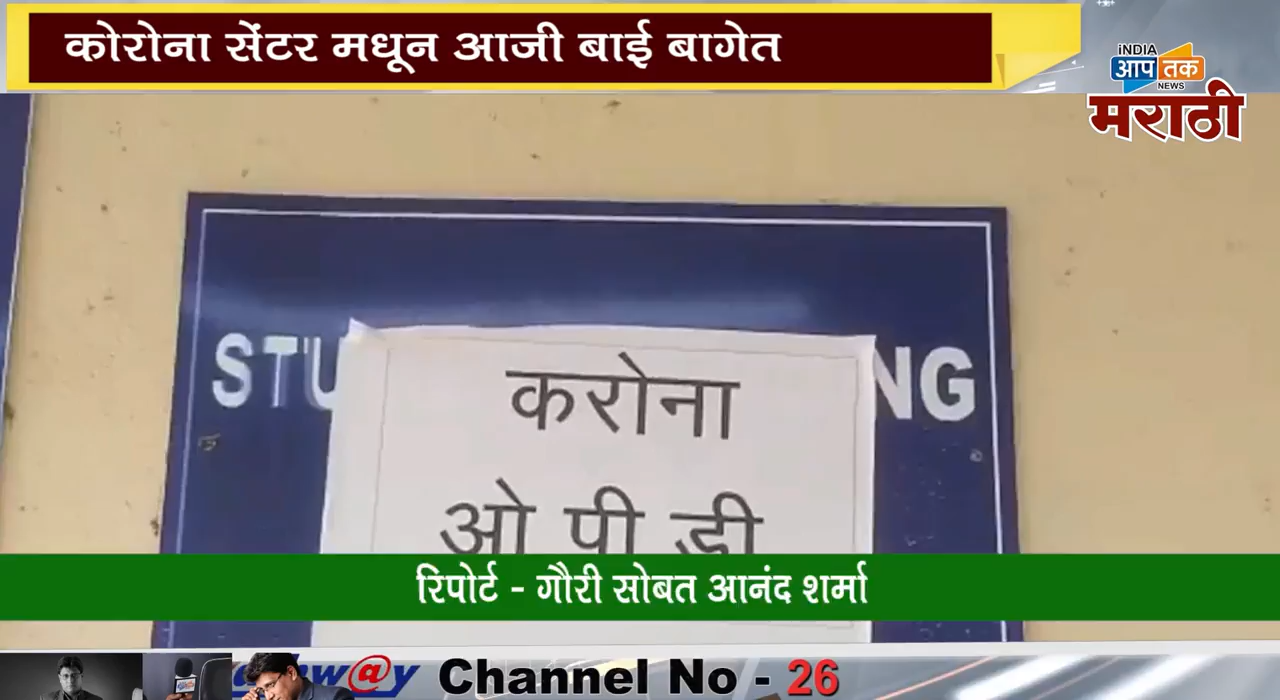 कोरोना सेंटर मधून आजी बाई बागेत
INDIA
आप तक
NEWS
मराठी
STU NG
करोना
ओ पी डी
रिपोर्ट - गौरी सोबत आनंद शर्मा
Channel No - 26